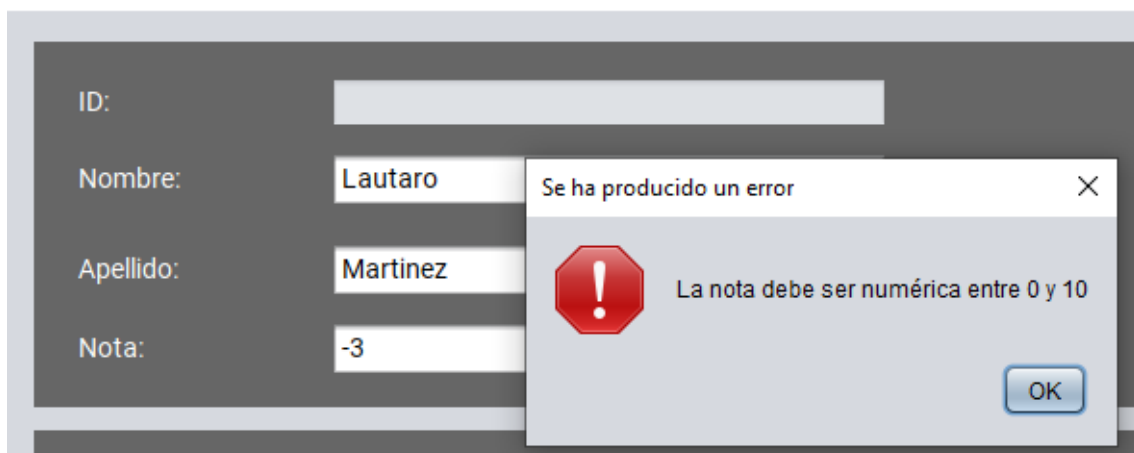 ID:
Nombre:
Lautaro
Apellido:
Martinez
Nota:
-3
Se ha producido un error
La nota debe ser numérica entre 0 y 10
OK